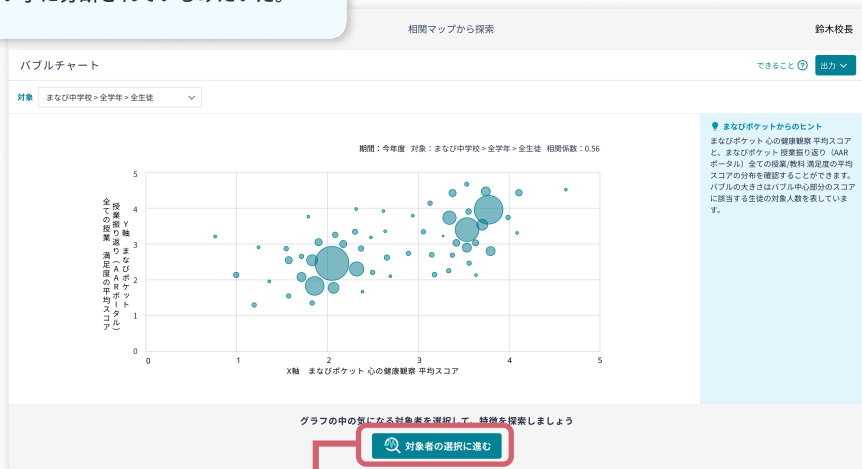 相関マップから探索
鈴木校長
バブルチャート
できること ?
出力
対象
まなび中学校 > 全学年 > 全生徒
期間：今年度 対象：まなび中学校 > 全学年 > 全生徒 相関係数：0.56
Y軸 まなびポケット
授業振り返り（AARポータル）
全ての授業 満足度の平均スコア
5
4
3
2
1
0
0
1
2
3
4
5
X軸 まなびポケット 心の健康観察 平均スコア
まなびポケットからのヒント
まなびポケット 心の健康観察 平均スコア
と、まなびポケット 授業振り返り（AAR
ポータル）全ての授業/教科 満足度の平均
スコアの分布を確認することができます。
バブルの大きさはバブル中心部分のスコア
に該当する生徒の対象人数を表していま
す。
グラフの中の気になる対象者を選択して、特徴を探索しましょう
対象者の選択に進む